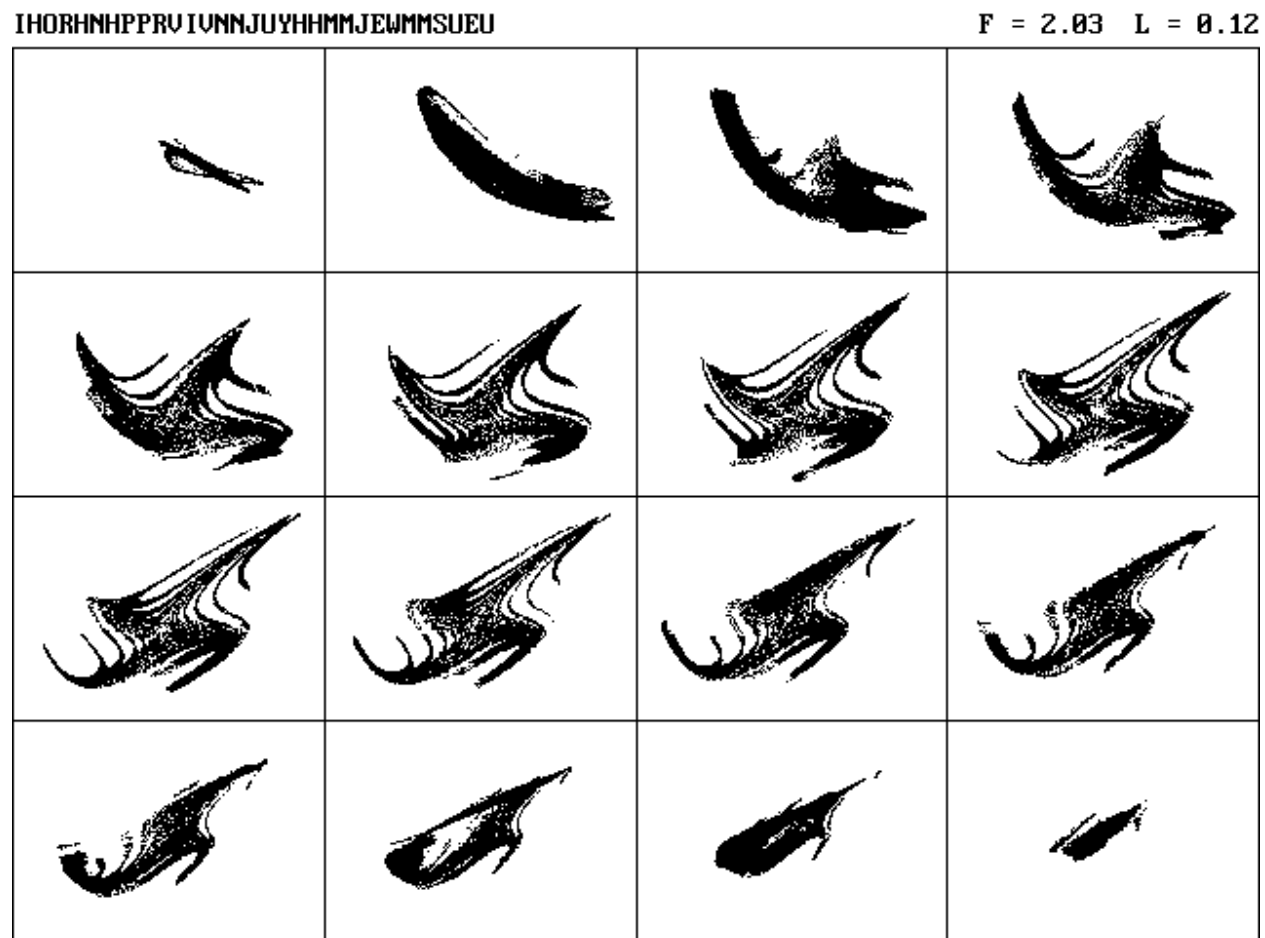 IHORHNHPPRVIVNNJUYHHMMJEWMMSUEU F = 2.03 L = 0.12